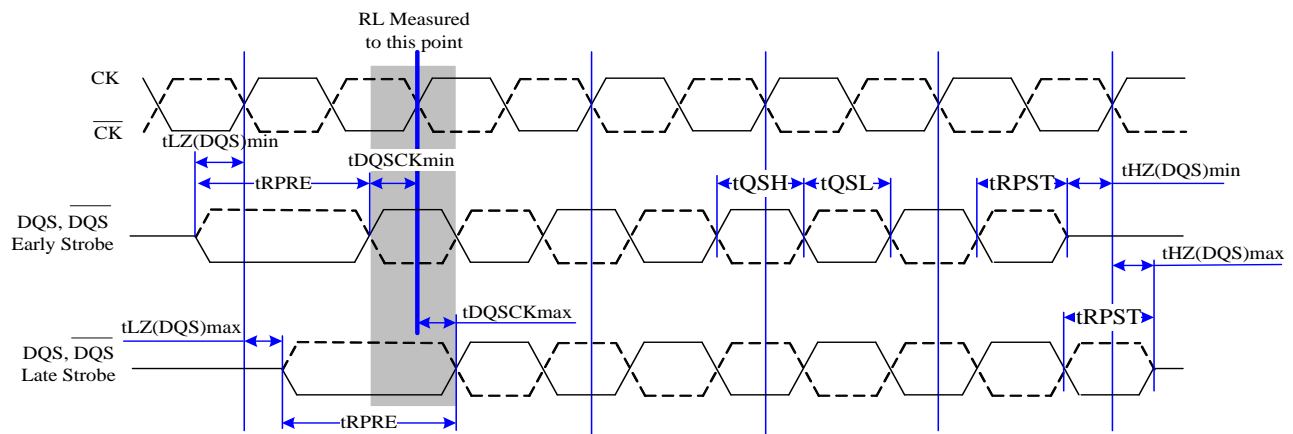 RL Measured
to this point
CK
CK
tLZ(DQS)min
tDQSCKmin
tRPRE
tQSH
tQSL
tRPST
tHZ(DQS)min
DQS, DQS
Early Strobe
tHZ(DQS)max
tDQSCKmax
tRPST
tLZ(DQS)max
DQS, DQS
Late Strobe
tRPRE